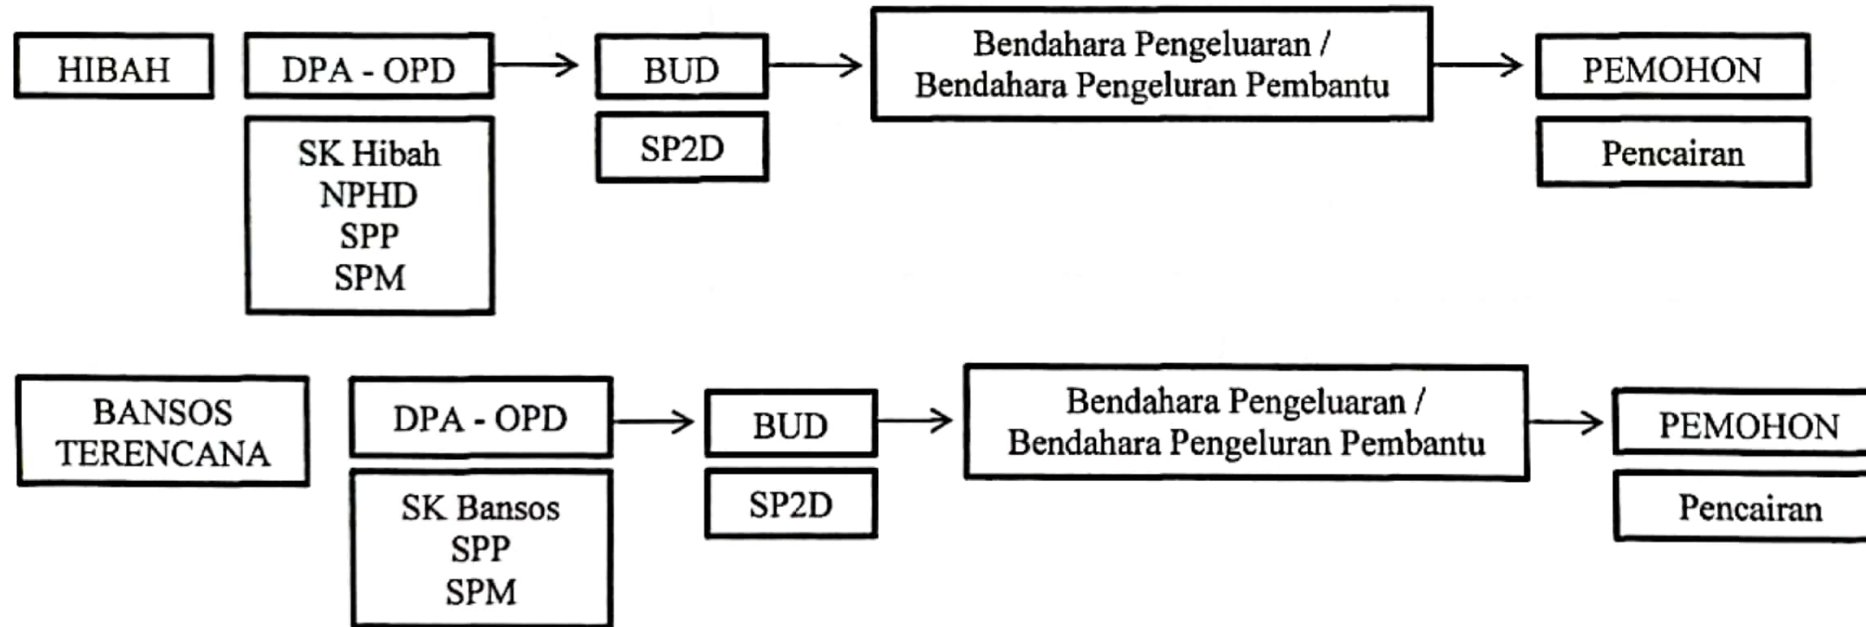 HIBAH
DPA - OPD
BUD
Bendahara Pengeluaran /
Bendahara Pengeluran Pembantu
PEMOHON
SK Hibah
NPHD
SPP
SPM
SP2D
Pencairan
BANSOS
TERENCANA
DPA - OPD
BUD
Bendahara Pengeluaran /
Bendahara Pengeluran Pembantu
PEMOHON
SK Bansos
SPP
SPM
SP2D
Pencairan